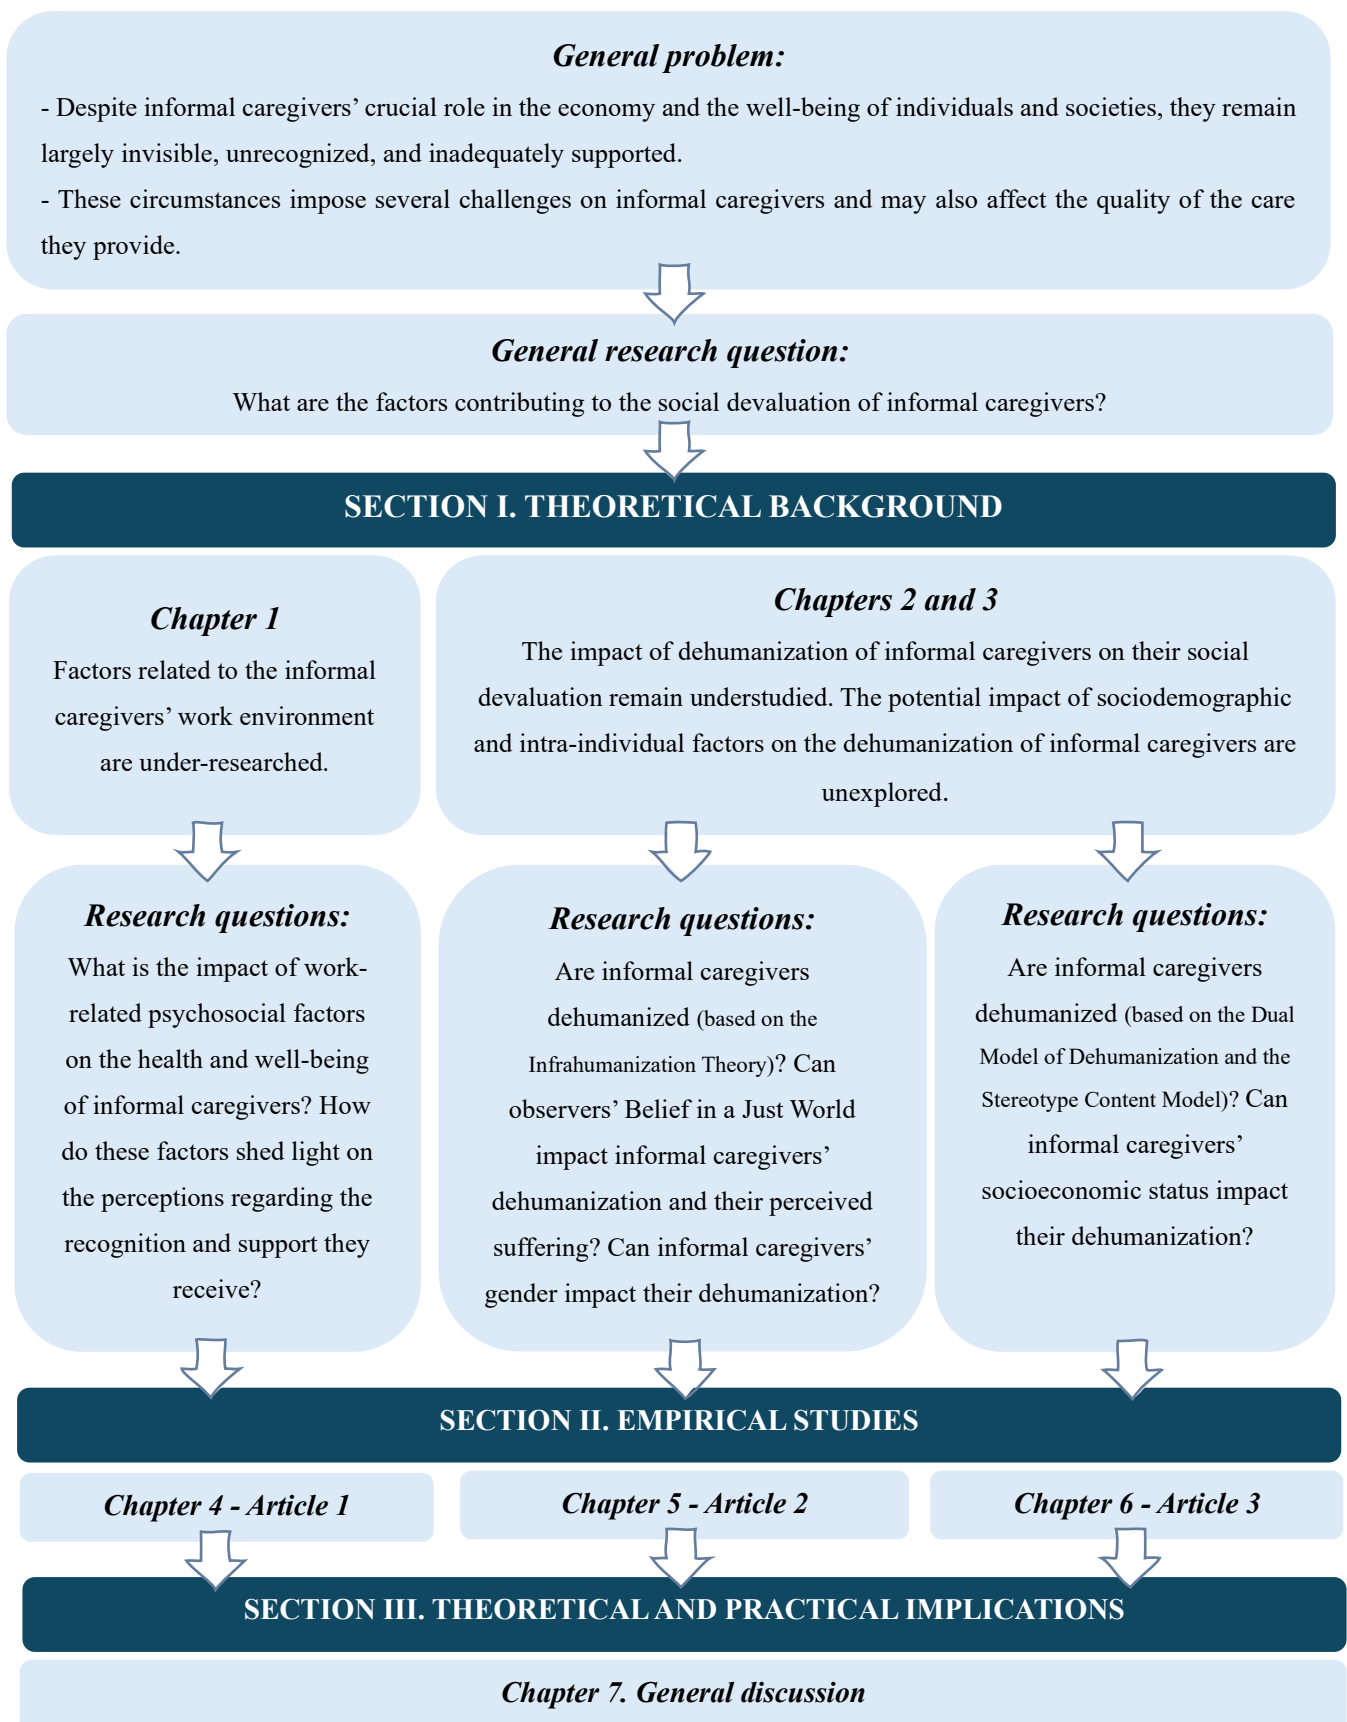 General problem:
- Despite informal caregivers’ crucial role in the economy and the well-being of individuals and societies, they remain
largely invisible, unrecognized, and inadequately supported.
- These circumstances impose several challenges on informal caregivers and may also affect the quality of the care
they provide.
General research question:
What are the factors contributing to the social devaluation of informal caregivers?
SECTION I. THEORETICAL BACKGROUND
Chapter 1
Factors related to the informal
caregivers’ work environment
are under-researched.
Chapters 2 and 3
The impact of dehumanization of informal caregivers on their social
devaluation remain understudied. The potential impact of sociodemographic
and intra-individual factors on the dehumanization of informal caregivers are
unexplored.
Research questions:
What is the impact of work-
related psychosocial factors
on the health and well-being
of informal caregivers? How
do these factors shed light on
the perceptions regarding the
recognition and support they
receive?
Research questions:
Are informal caregivers
dehumanized (based on the
Infrahumanization Theory)? Can
observers’ Belief in a Just World
impact informal caregivers’
dehumanization and their perceived
suffering? Can informal caregivers’
gender impact their dehumanization?
Research questions:
Are informal caregivers
dehumanized (based on the Dual
Model of Dehumanization and the
Stereotype Content Model)? Can
informal caregivers’
socioeconomic status impact
their dehumanization?
SECTION II. EMPIRICAL STUDIES
Chapter 4 - Article 1
Chapter 5 - Article 2
Chapter 6 - Article 3
SECTION III. THEORETICAL AND PRACTICAL IMPLICATIONS
Chapter 7. General discussion